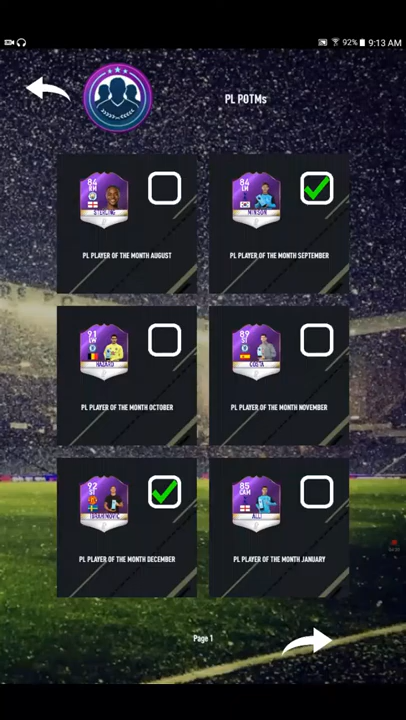 92% 9:13 AM
PL POTMs
84
RM
STERLING
PL PLAYER OF THE MONTH AUGUST
84
LM
PL PLAYER OF THE MONTH SEPTEMBER
91
LW
HAZARD
PL PLAYER OF THE MONTH OCTOBER
89
ST
COSTA
PL PLAYER OF THE MONTH NOVEMBER
92
ST
IBRAHIMOVIĆ
PL PLAYER OF THE MONTH DECEMBER
85
CAM
ALLI
PL PLAYER OF THE MONTH JANUARY
Page 1